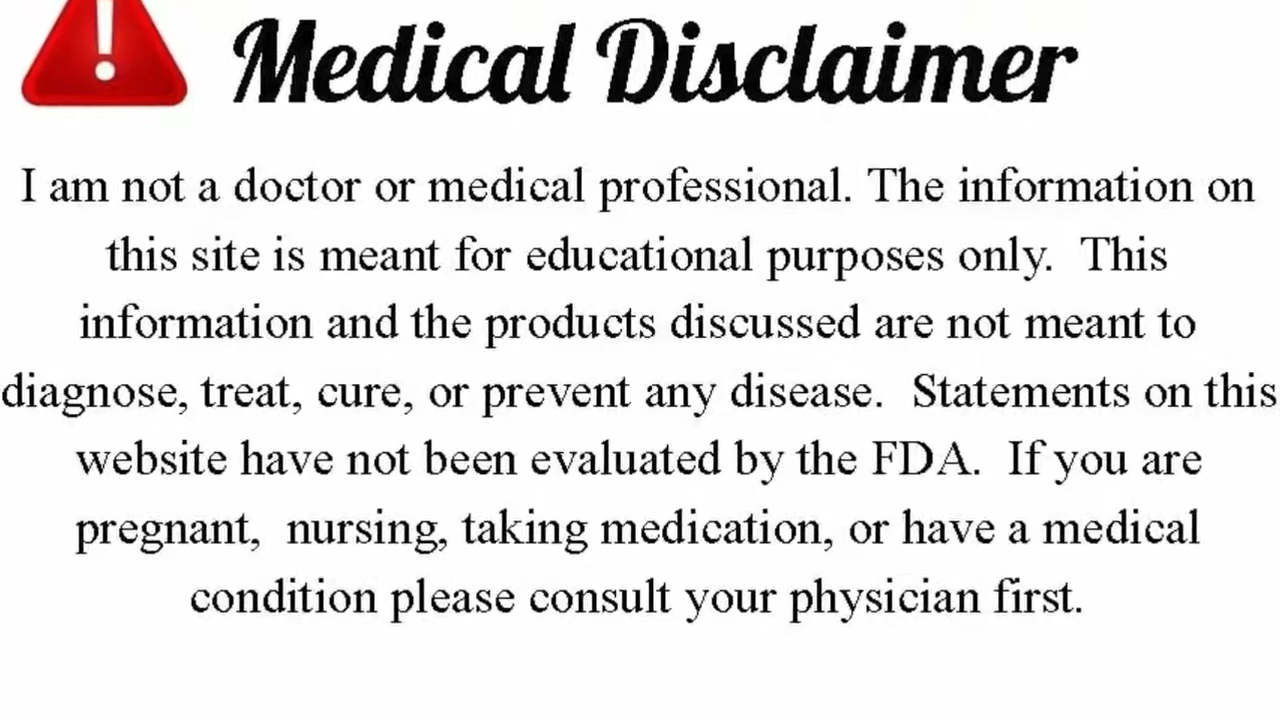 Medical Disclaimer
I am not a doctor or medical professional. The information on
this site is meant for educational purposes only.  This
information and the products discussed are not meant to
diagnose, treat, cure, or prevent any disease.  Statements on this
website have not been evaluated by the FDA.  If you are
pregnant,  nursing, taking medication, or have a medical
condition please consult your physician first.